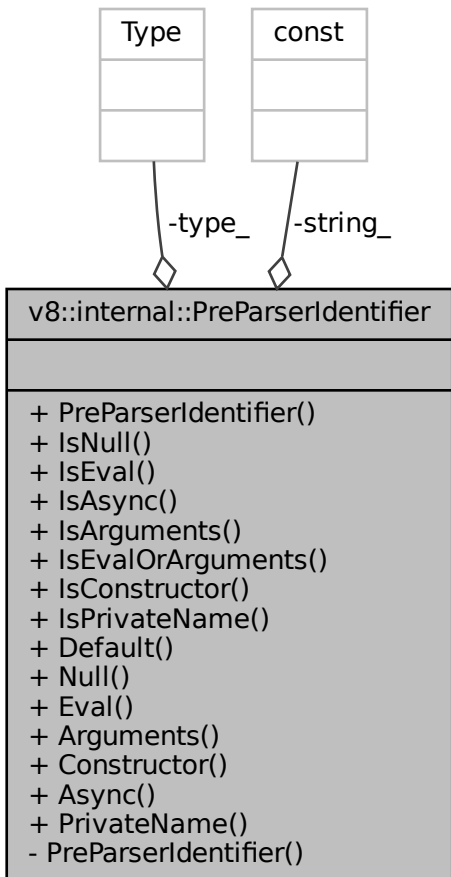 Type
const
-type_
-string_
v8::internal::PreParserIdentifier
+ PreParserIdentifier()
+ IsNull()
+ IsEval()
+ IsAsync()
+ IsArguments()
+ IsEvalOrArguments()
+ IsConstructor()
+ IsPrivateName()
+ Default()
+ Null()
+ Eval()
+ Arguments()
+ Constructor()
+ Async()
+ PrivateName()
- PreParserIdentifier()